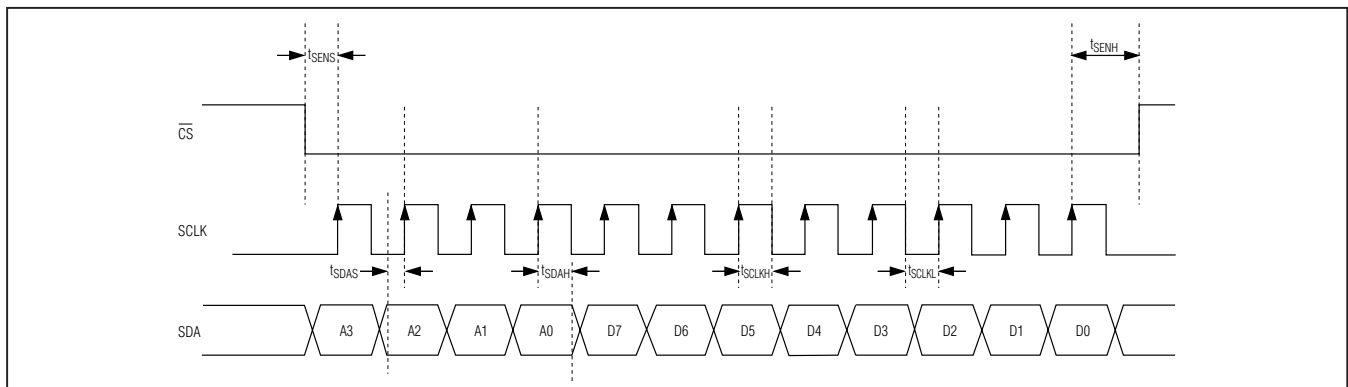 tSENS
tSENH
CS
SCLK
tSDAS
tSDAH
tSCLKH
tSCLKL
SDA
A3 A2 A1 A0 D7 D6 D5 D4 D3 D2 D1 D0